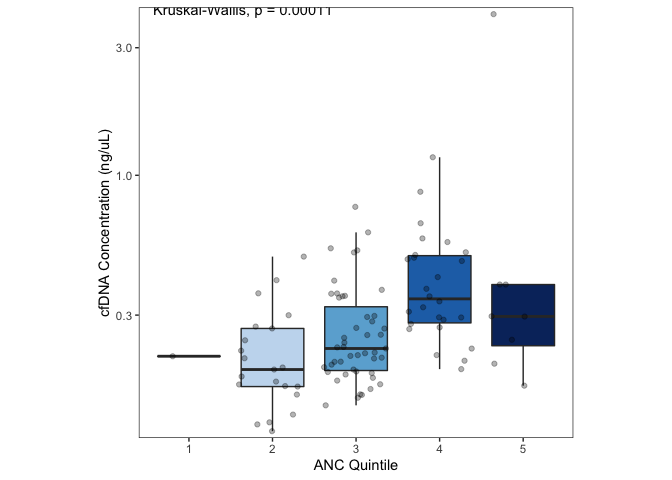 Kruskal-Wallis, p = 0.00011
3.0
1.0
0.3
cfDNA Concentration (ng/uL)
1 2 3 4 5
ANC Quintile